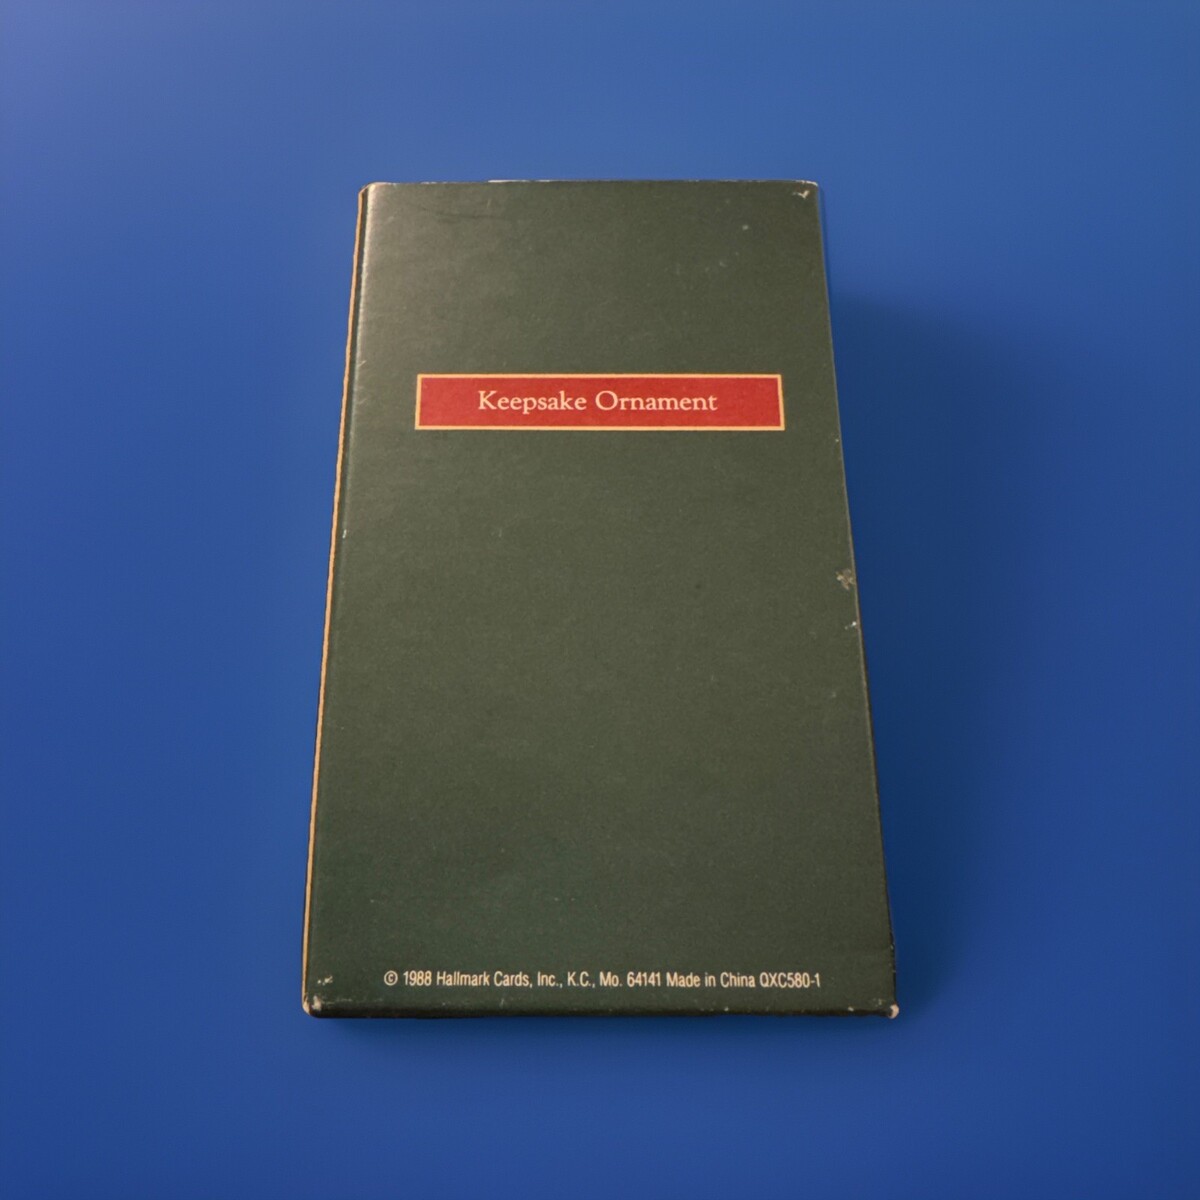 Keepsake Ornament
© 1988 Hallmark Cards, Inc., K.C., Mo. 64141 Made in China QXC580-1